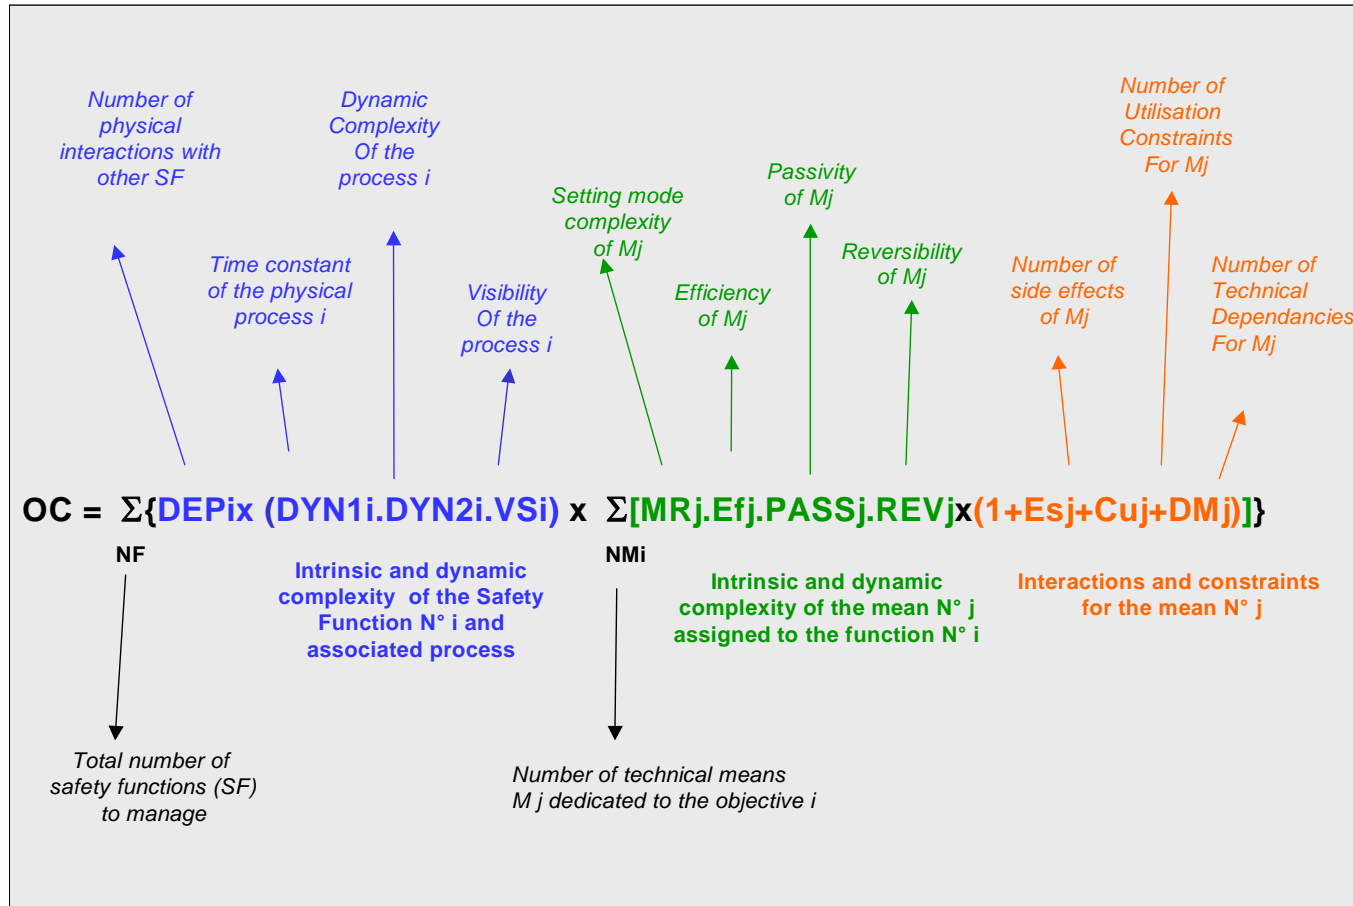 Number of
physical
interactions with
other SF
Dynamic
Complexity
Of the
process i
Number of
Utilisation
Constraints
For Mj
Passivity
of Mj
Setting mode
complexity
of Mj
Time constant
of the physical
process i
Visibility
Of the
process i
Efficiency
of Mj
Reversibility
of Mj
Number of
side effects
of Mj
Number of
Technical
Dependancies
For Mj
OC = Σ{DEPix (DYN1i.DYN2i.VSi) x Σ[MRj.Efj.PASSj.REVjx(1+Esj+Cuj+DMj)]}
NF
NMi
Intrinsic and dynamic
complexity of the Safety
Function N° i and
associated process
Intrinsic and dynamic
complexity of the mean N° j
assigned to the function N° i
Interactions and constraints
for the mean N° j
Total number of
safety functions (SF)
to manage
Number of technical means
M j dedicated to the objective i